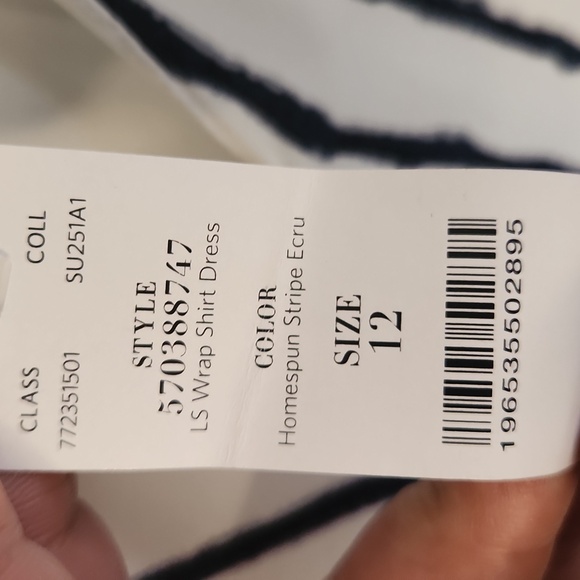 CLASS COLL
772351501 SU251A1
STYLE
570388747
LS Wrap Shirt Dress
COLOR
Homespun Stripe Ecru
SIZE
12
196535502895